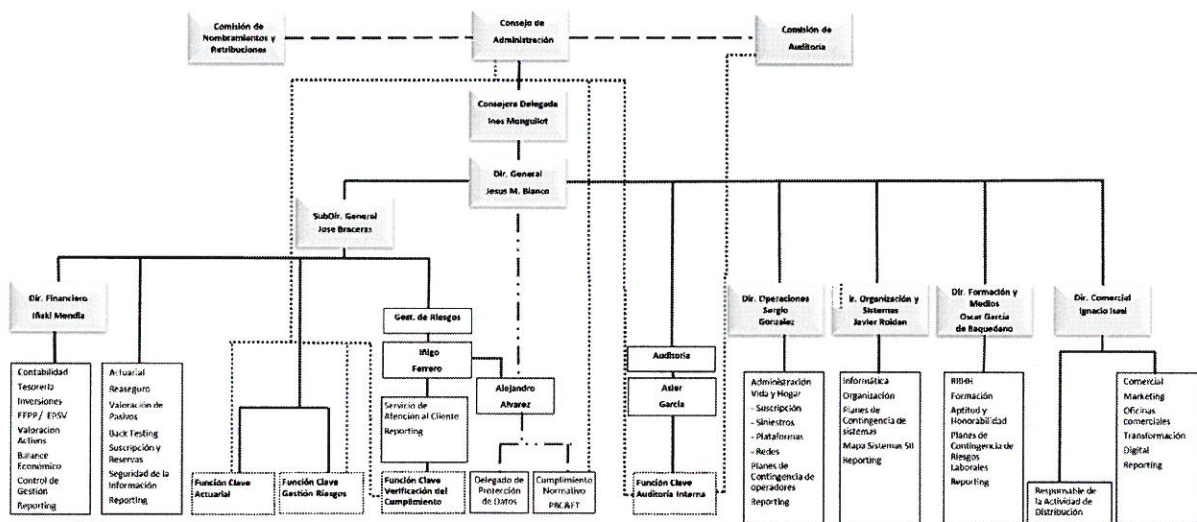 Comisión de
Nombramientos y
Retribuciones
Consejo de
Administración
Comisión de
Auditoria
Consejera Delegada
Ines Monguilot
Dir. General
Jesus M. Blanco
SubDir. General
Jose Braceras
Dir. Financiero
Iñaki Mendia
Gest. de Riesgos
Iñigo
Ferrero
Alejandro
Alvarez
Auditoria
Asier
García
Dir. Operaciones
Sergio
Gonzalez
ir. Organización y
Sistemas
Javier Roldan
Dir. Formación y
Medios
Oscar García
de Baquedano
Dir. Comercial
Ignacio
Contabilidad
Tesorería
Inversiones
FFPP/ EPSV
Valoracion
Activos
Balance
Económico
Control de
Gestión
Reporting
Actuarial
Reaseguro
Valoración de
Pasivos
Back Testing
Suscripción y
Reservas
Seguridad de la
Información
Reporting
Función Clave
Actuarial
Función Clave
Gestión Riesgos
Servicio de
Atención al Cliente
Reporting
Función Clave
Verificación del
Cumplimiento
Delegado de
Protección
de Datos
Cumplimiento
Normativo
PBC&FT
Función Clave
Auditoría Interna
Administración
Vida y Hogar
- Suscripción
- Siniestros
- Plataformas
- Redes
Planes de
Contingencia de
operadores
Reporting
Informática
Organización
Planes de
Contingencia de
sistemas
Mapa Sistemas SII
Reporting
RRHH
Formación
Aptitud y
Honorabilidad
Planes de
Contingencia de
Riesgos
Laborales
Reporting
Responsable de
la Actividad de
Distribución
Comercial
Marketing
Oficinas
comerciales
Transformación
Digital
Reporting